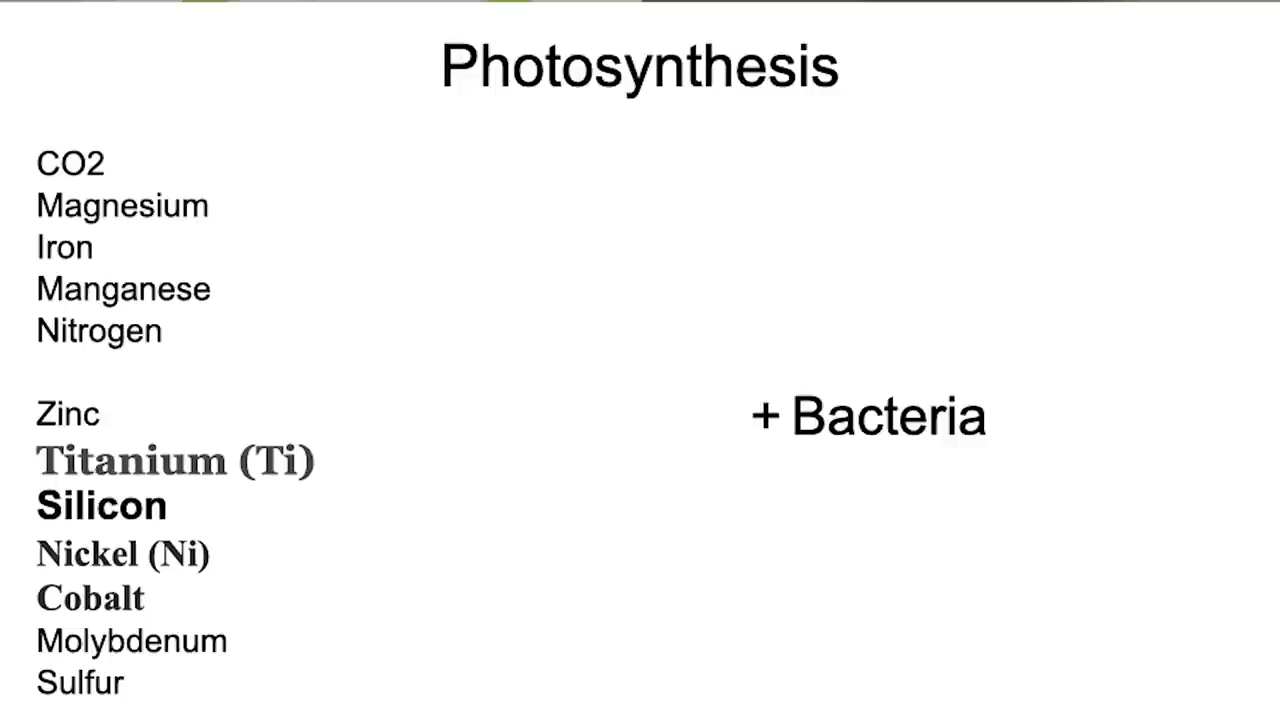 Photosynthesis
CO2
Magnesium
Iron
Manganese
Nitrogen
Zinc
+ Bacteria
Titanium (Ti)
Silicon
Nickel (Ni)
Cobalt
Molybdenum
Sulfur